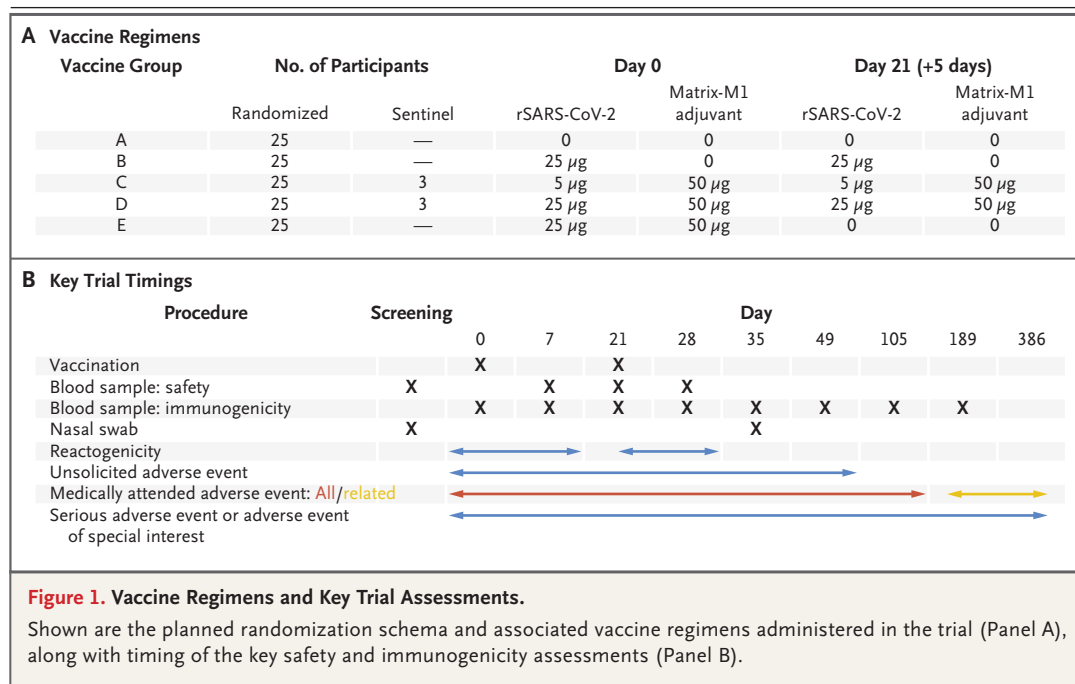 A Vaccine Regimens
Vaccine Group No. of Participants Day 0 Day 21 (+5 days)
Randomized Sentinel rSARS-CoV-2 Matrix-M1 adjuvant rSARS-CoV-2 Matrix-M1 adjuvant
A 25 — 0 0 0 0
B 25 — 25 µg 0 25 µg 0
C 25 3 5 µg 50 µg 5 µg 50 µg
D 25 3 25 µg 50 µg 25 µg 50 µg
E 25 — 25 µg 50 µg 0 0
B Key Trial Timings
Procedure Screening Day
0 7 21 28 35 49 105 189 386
Vaccination X X
Blood sample: safety X X X X
Blood sample: immunogenicity X X X X X X X X
Nasal swab X X
Reactogenicity
Unsolicited adverse event
Medically attended adverse event: All/related
Serious adverse event or adverse event
of special interest
Figure 1. Vaccine Regimens and Key Trial Assessments.
Shown are the planned randomization schema and associated vaccine regimens administered in the trial (Panel A),
along with timing of the key safety and immunogenicity assessments (Panel B).